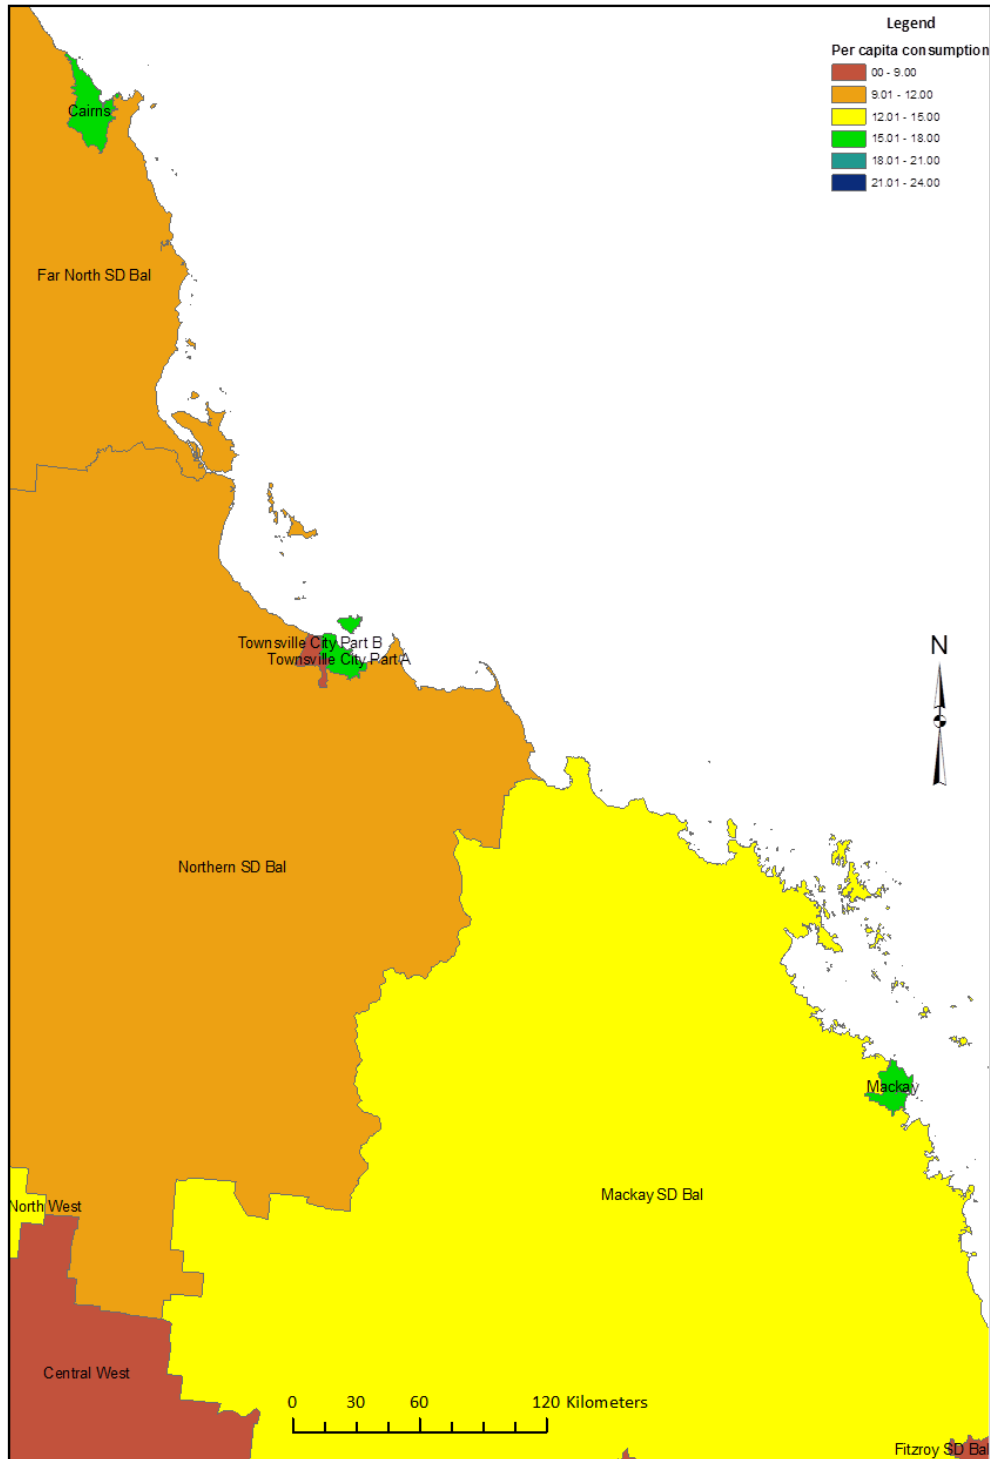 Legend
Per capita consumption
00 - 9.00
9.01 - 12.00
12.01 - 15.00
15.01 - 18.00
18.01 - 21.00
21.01 - 24.00
Cairns
Far North SD Bal
Townsville City Part B
Townsville City Part A
N
Northern SD Bal
Mackay
Mackay SD Bal
North West
Central West
0 30 60 120 Kilometers
Fitzroy SD Bal